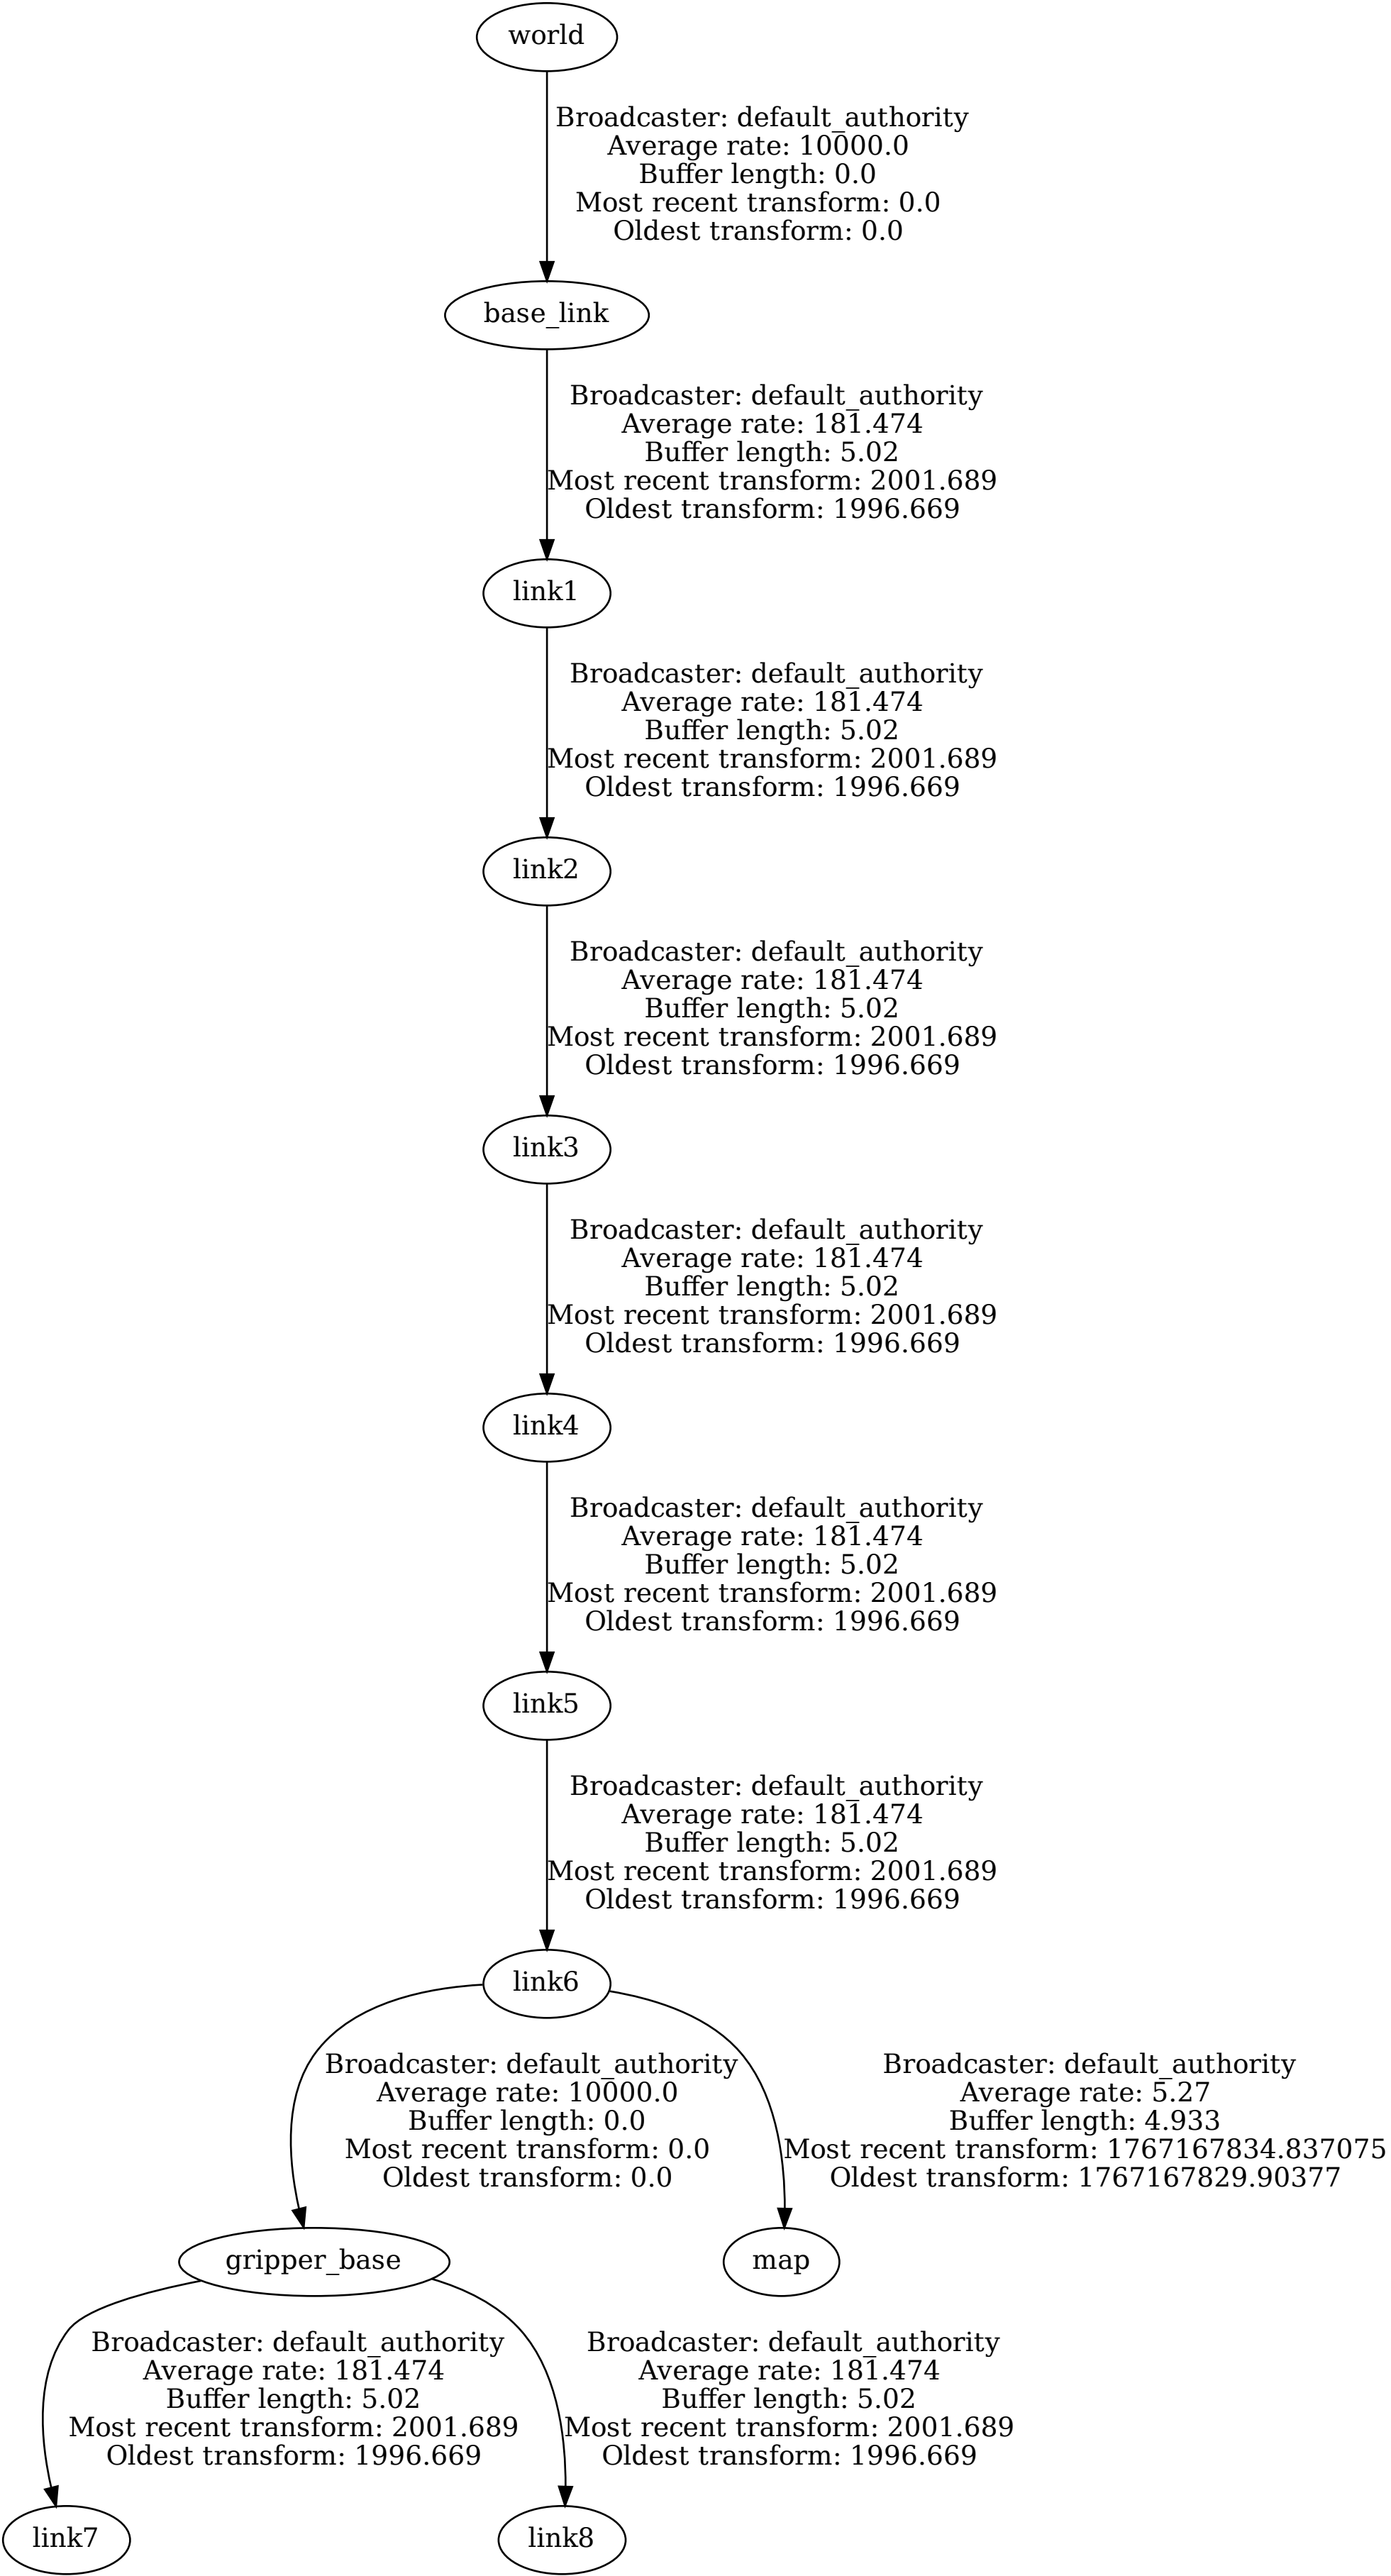 world
Broadcaster: default_authority
Average rate: 10000.0
Buffer length: 0.0
Most recent transform: 0.0
Oldest transform: 0.0
base_link
Broadcaster: default_authority
Average rate: 181.474
Buffer length: 5.02
Most recent transform: 2001.689
Oldest transform: 1996.669
link1
Broadcaster: default_authority
Average rate: 181.474
Buffer length: 5.02
Most recent transform: 2001.689
Oldest transform: 1996.669
link2
Broadcaster: default_authority
Average rate: 181.474
Buffer length: 5.02
Most recent transform: 2001.689
Oldest transform: 1996.669
link3
Broadcaster: default_authority
Average rate: 181.474
Buffer length: 5.02
Most recent transform: 2001.689
Oldest transform: 1996.669
link4
Broadcaster: default_authority
Average rate: 181.474
Buffer length: 5.02
Most recent transform: 2001.689
Oldest transform: 1996.669
link5
Broadcaster: default_authority
Average rate: 181.474
Buffer length: 5.02
Most recent transform: 2001.689
Oldest transform: 1996.669
link6
Broadcaster: default_authority
Average rate: 10000.0
Buffer length: 0.0
Most recent transform: 0.0
Oldest transform: 0.0
Broadcaster: default_authority
Average rate: 5.27
Buffer length: 4.933
Most recent transform: 1767167834.837075
Oldest transform: 1767167829.90377
gripper_base
map
Broadcaster: default_authority
Average rate: 181.474
Buffer length: 5.02
Most recent transform: 2001.689
Oldest transform: 1996.669
Broadcaster: default_authority
Average rate: 181.474
Buffer length: 5.02
Most recent transform: 2001.689
Oldest transform: 1996.669
link7
link8